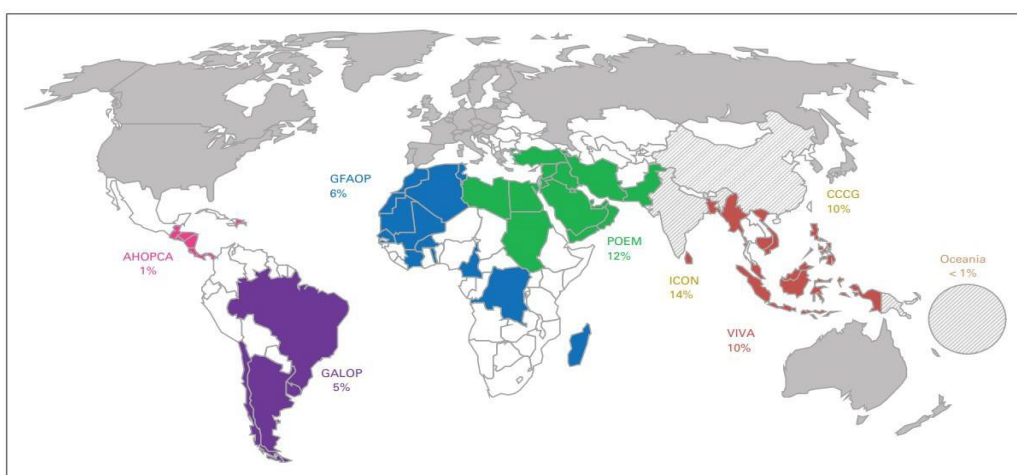 GFAOP
6%
AHOPCA
1%
GALOP
5%
POEM
12%
ICON
14%
CCCG
10%
VIVA
10%
Oceania
< 1%